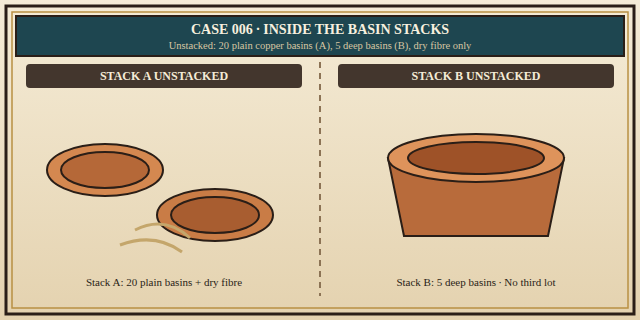 CASE 006 · INSIDE THE BASIN STACKS
Unstacked: 20 plain copper basins (A), 5 deep basins (B), dry fibre only
STACK A UNSTACKED
STACK B UNSTACKED
Stack A: 20 plain basins + dry fibre
Stack B: 5 deep basins · No third lot